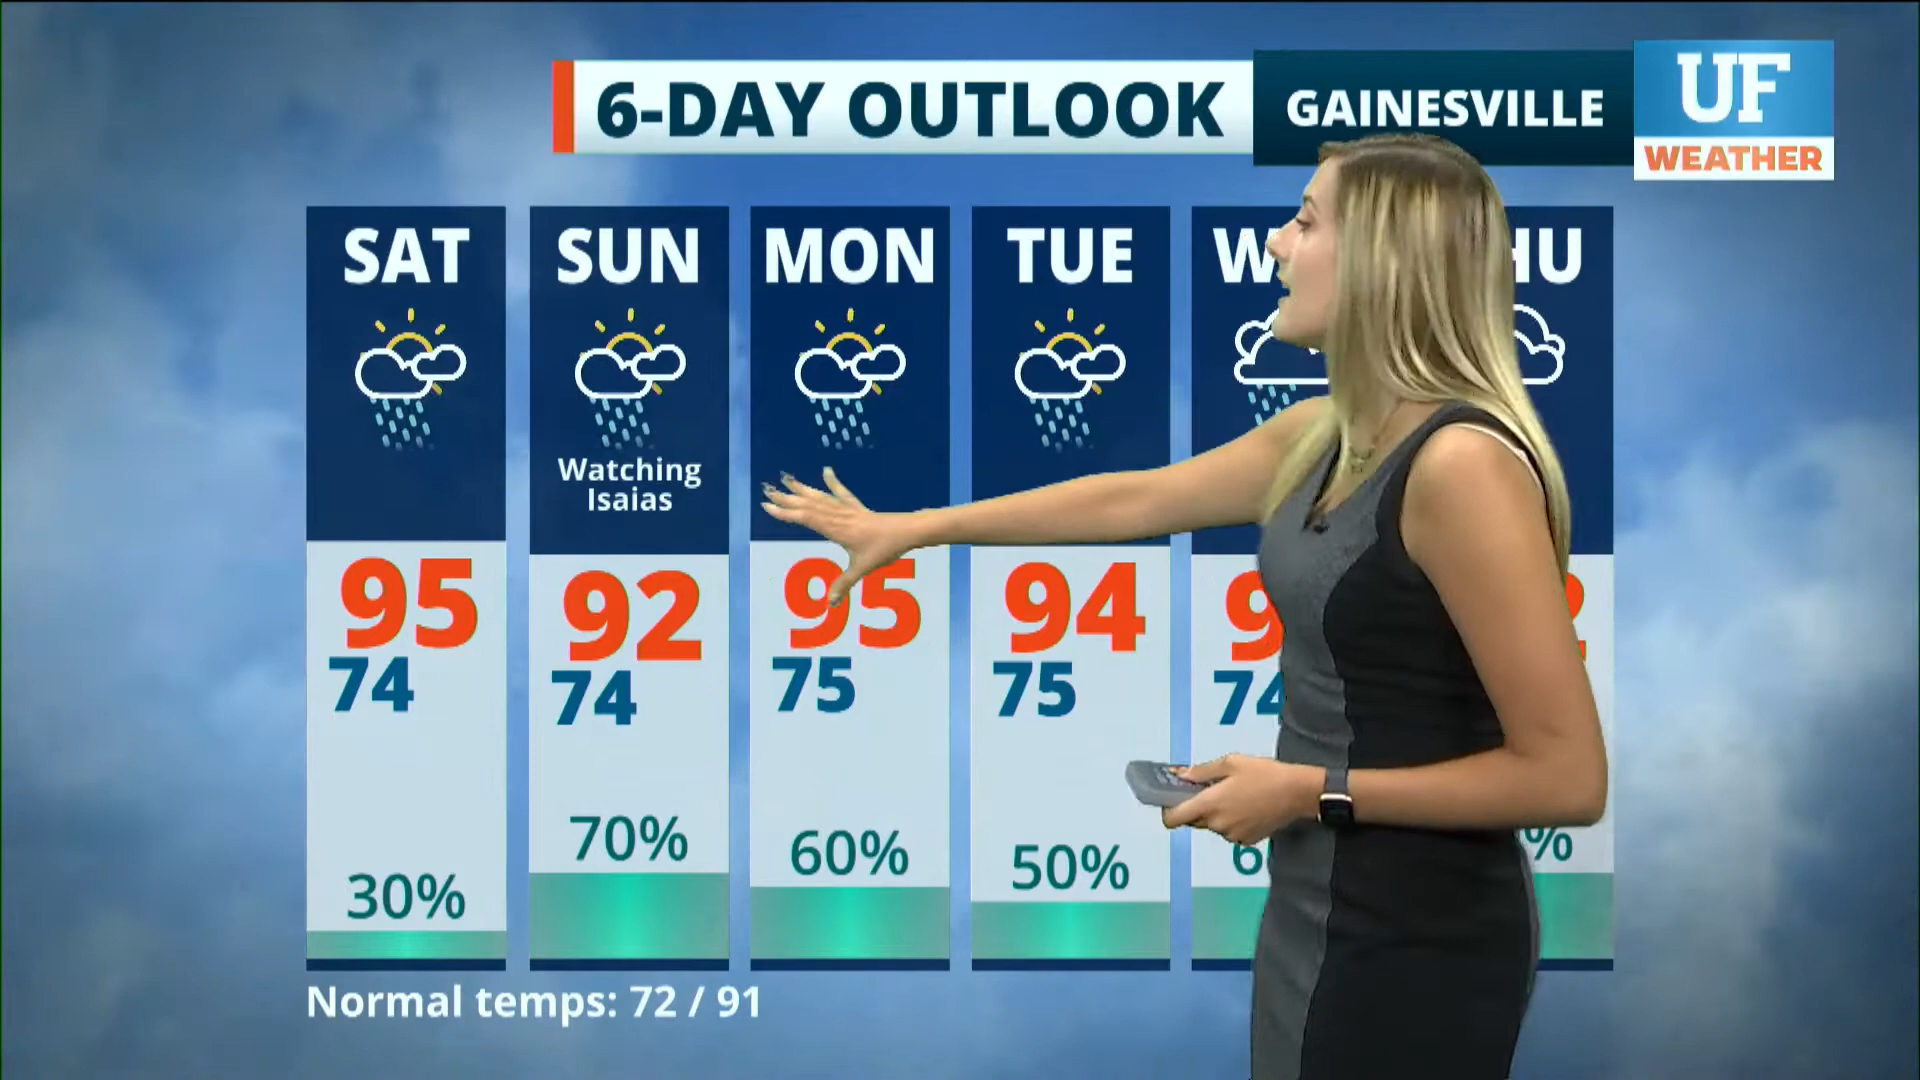 6-DAY OUTLOOK
GAINESVILLE
UF
WEATHER
SAT
SUN
MON
TUE
Watching
Isaias
95
92
95
94
74
74
75
75
74
30%
70%
60%
50%
Normal temps: 72 / 91